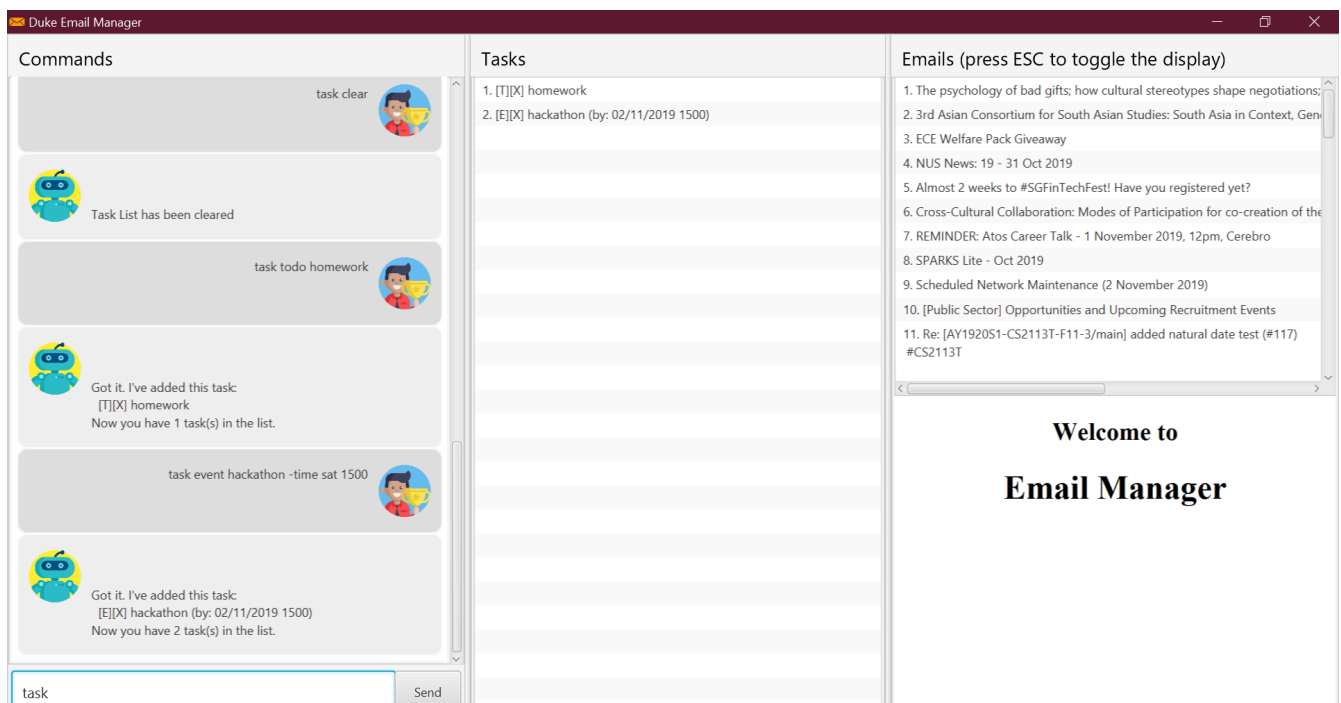 Duke Email Manager
Commands
task clear
Task List has been cleared
task todo homework
Got it. I've added this task:
[T][X] homework
Now you have 1 task(s) in the list.
task event hackathon -time sat 1500
Got it. I've added this task:
[E][X] hackathon (by: 02/11/2019 1500)
Now you have 2 task(s) in the list.
task
Send
Tasks
1. [T][X] homework
2. [E][X] hackathon (by: 02/11/2019 1500)
Emails (press ESC to toggle the display)
1. The psychology of bad gifts; how cultural stereotypes shape negotiations;
2. 3rd Asian Consortium for South Asian Studies: South Asia in Context, Gen
3. ECE Welfare Pack Giveaway
4. NUS News: 19 - 31 Oct 2019
5. Almost 2 weeks to #SGFinTechFest! Have you registered yet?
6. Cross-Cultural Collaboration: Modes of Participation for co-creation of the
7. REMINDER: Atos Career Talk - 1 November 2019, 12pm, Cerebro
8. SPARKS Lite - Oct 2019
9. Scheduled Network Maintenance (2 November 2019)
10. [Public Sector] Opportunities and Upcoming Recruitment Events
11. Re: [AY1920S1-CS2113T-F11-3/main] added natural date test (#117)
#CS2113T
Welcome to
Email Manager